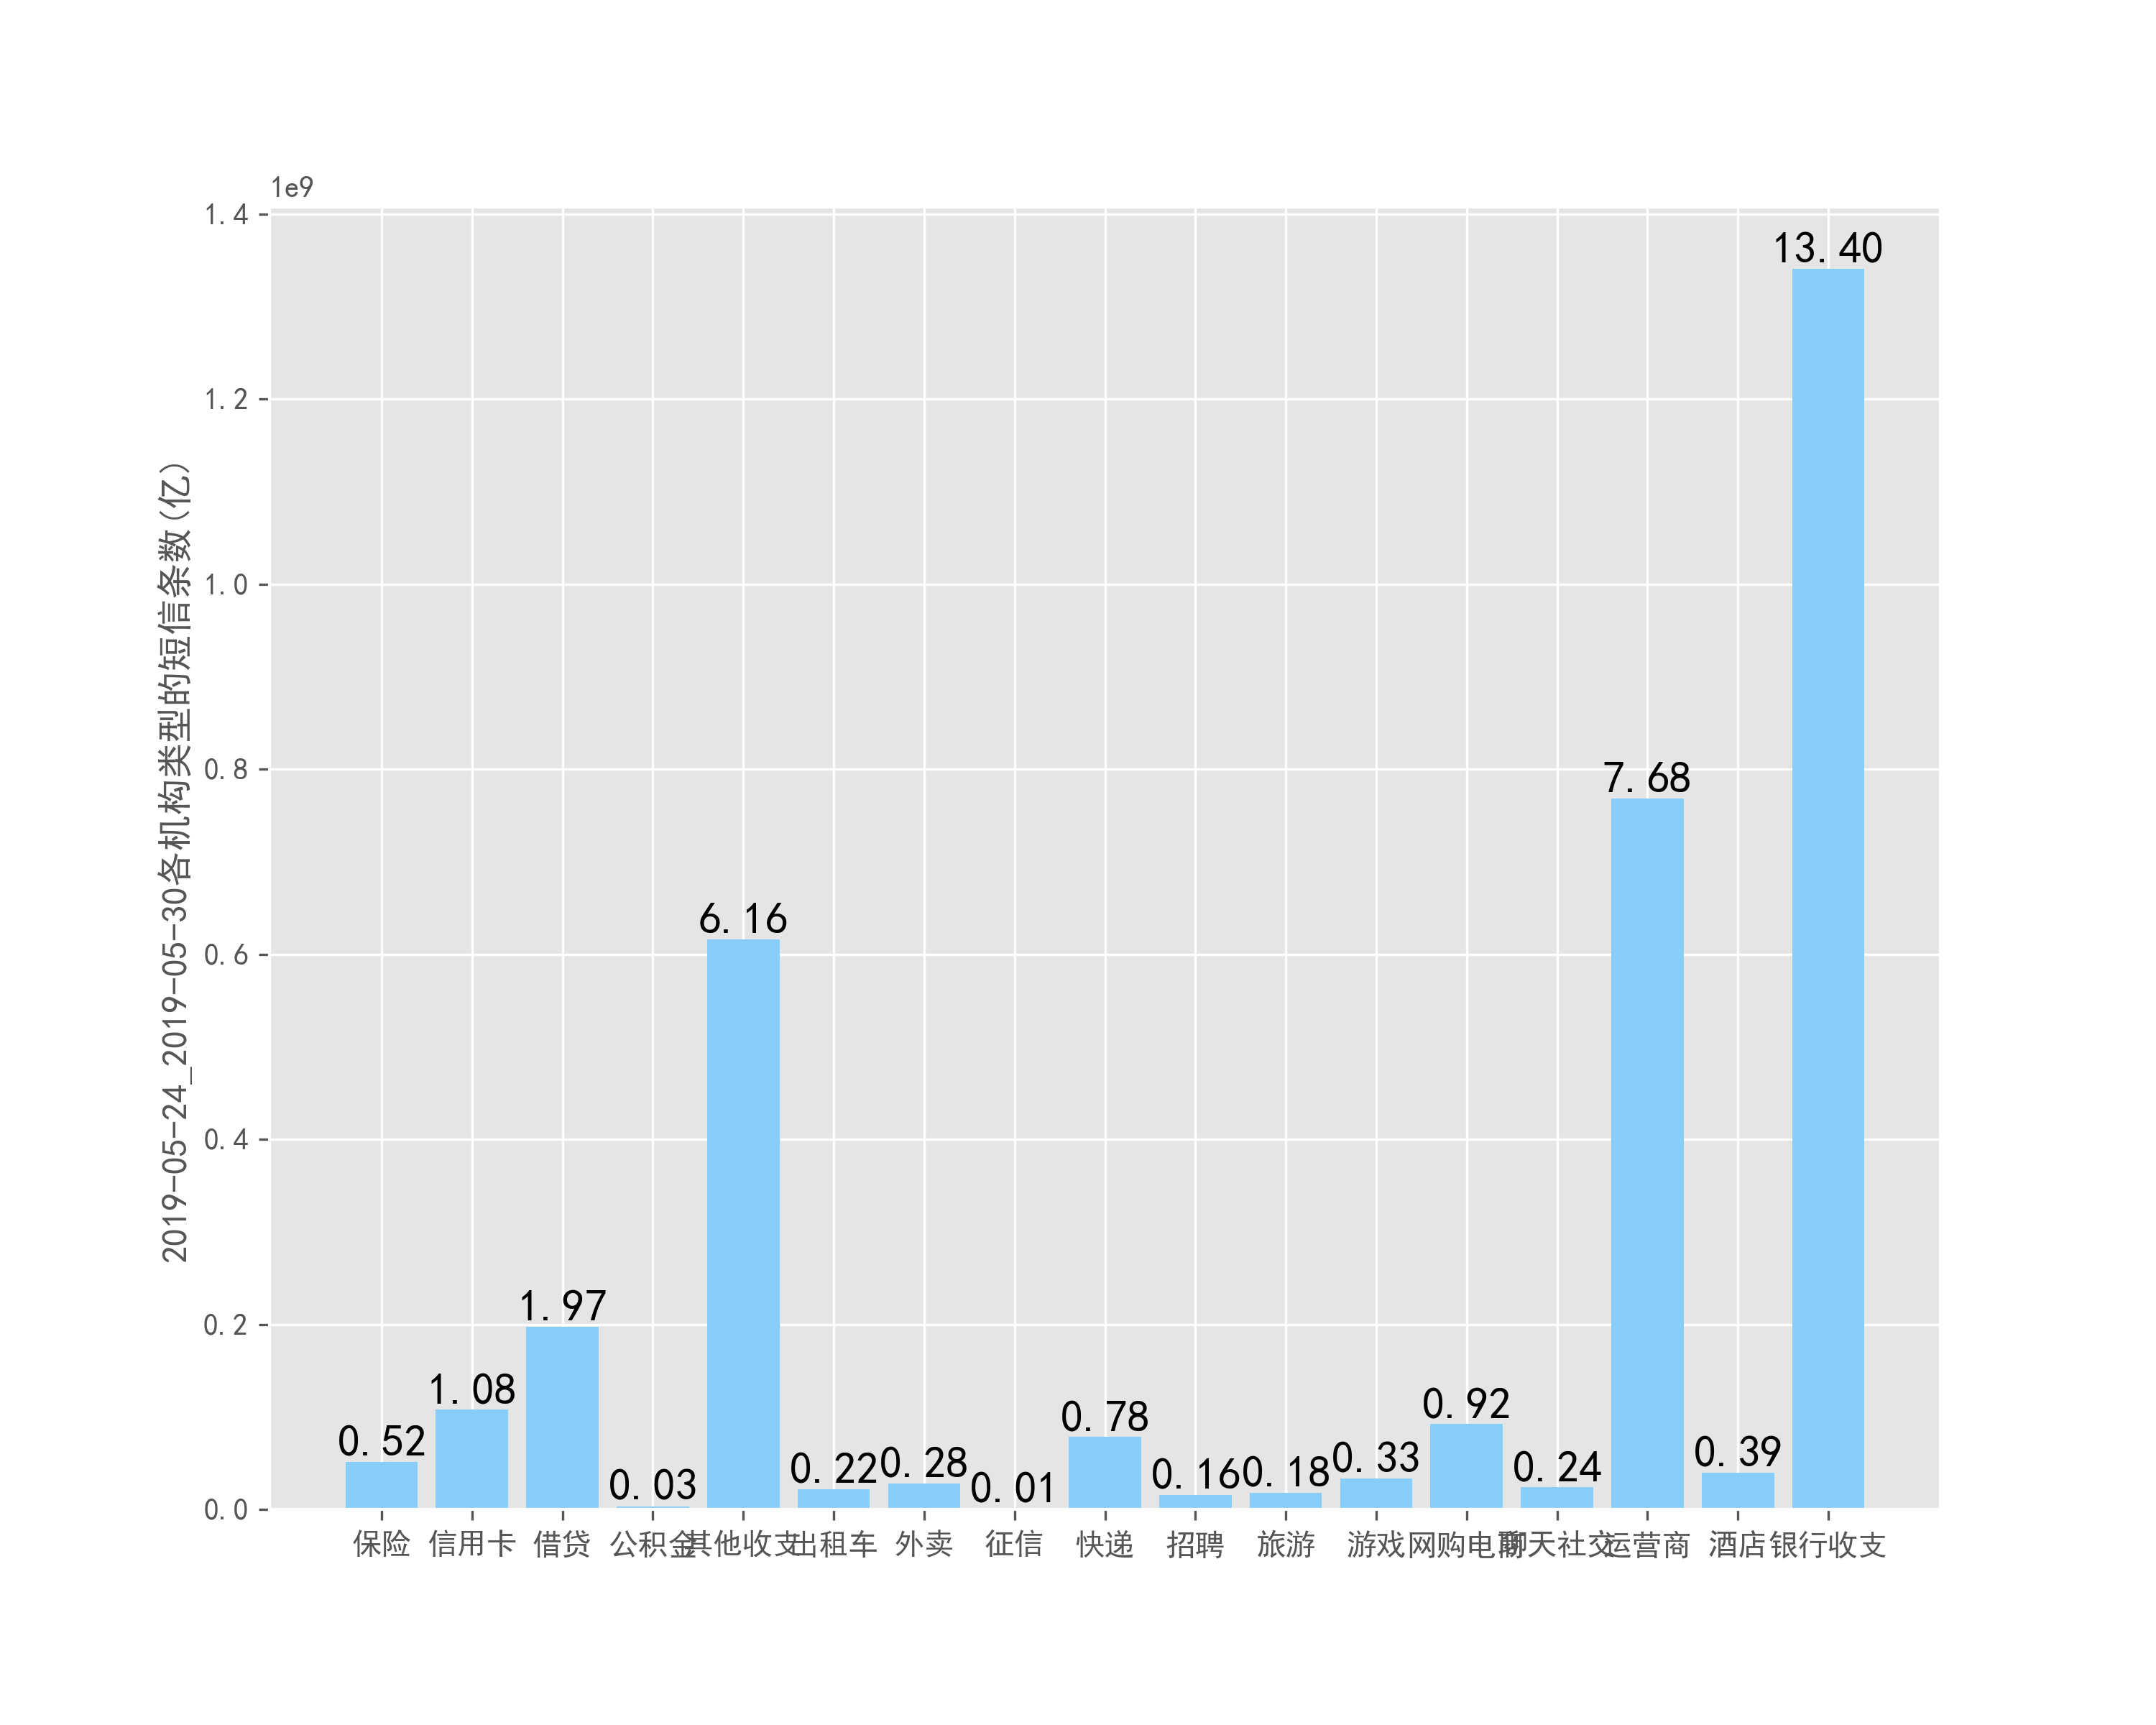 1e9
1.4
1.2
1.0
0.8
0.6
0.4
0.2
0.0
2019-05-24_2019-05-30各机构类型的短信条数(亿)
0.52
1.08
1.97
0.03
6.16
0.22
0.28
0.01
0.78
0.16
0.18
0.33
0.92
0.24
7.68
0.39
13.40
保险
信用卡
借贷
公积金
其他收支
出租车
外卖
征信
快递
招聘
旅游
游戏
网购电商
聊天社交
运营商
酒店
银行收支